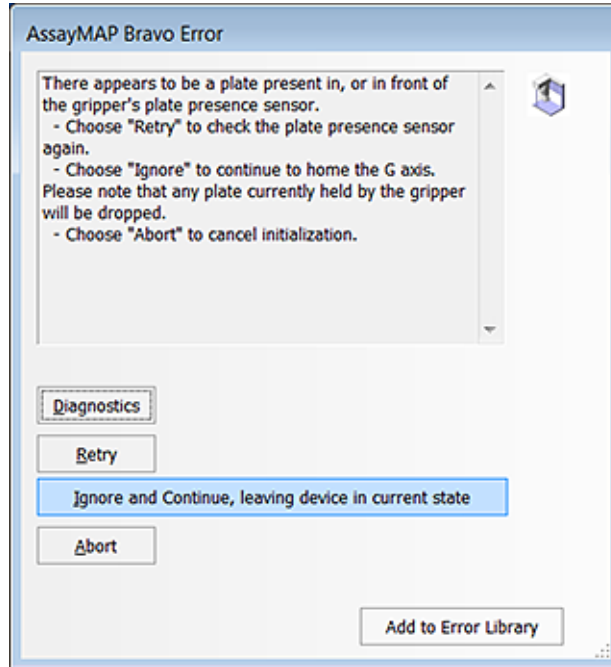 AssayMAP Bravo Error
There appears to be a plate present in, or in front of
the gripper's plate presence sensor.
- Choose "Retry" to check the plate presence sensor
again.
- Choose "Ignore" to continue to home the G axis.
Please note that any plate currently held by the gripper
will be dropped.
- Choose "Abort" to cancel initialization.
Diagnostics
Retry
Ignore and Continue, leaving device in current state
Abort
Add to Error Library